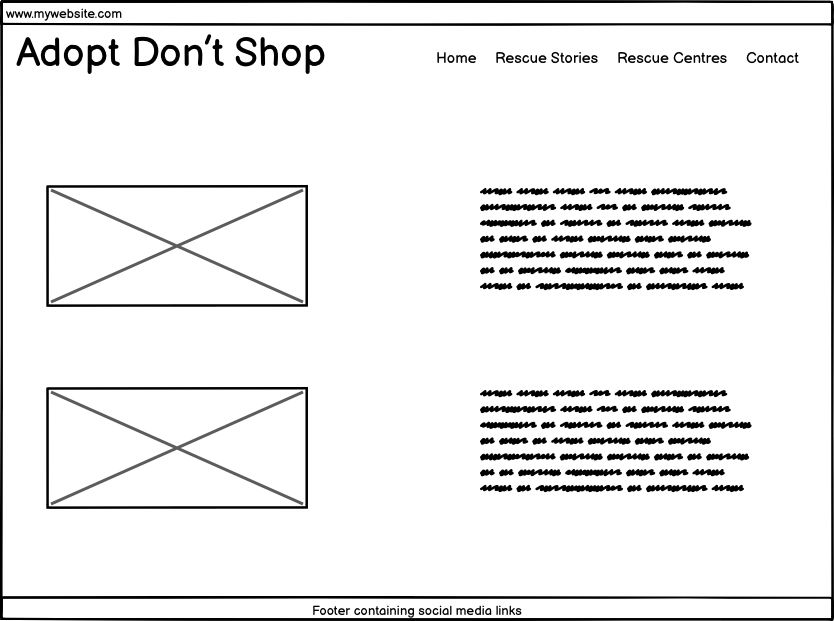 www.mywebsite.com
Adopt Don't Shop
Home Rescue Stories Rescue Centres Contact
Footer containing social media links